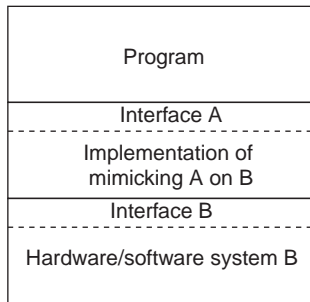 Program
Interface A
Implementation of
mimicking A on B
Interface B
Hardware/software system B